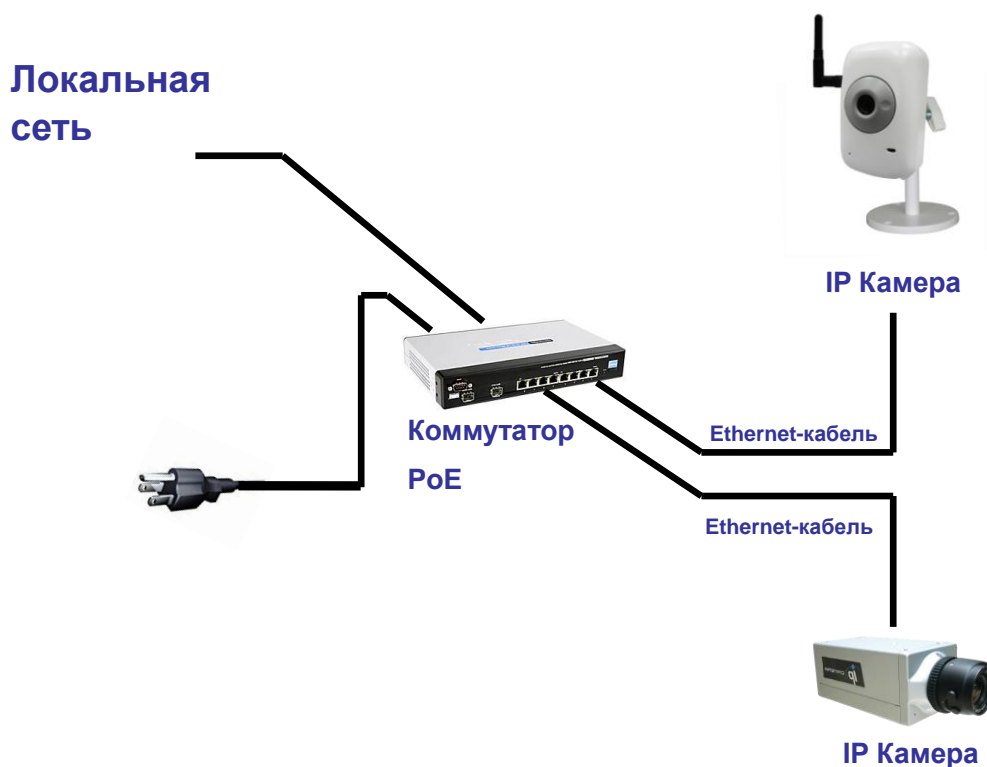 Локальная
сеть
IP Камера
Коммутатор
PoE
Ethernet-кабель
Ethernet-кабель
IP Камера